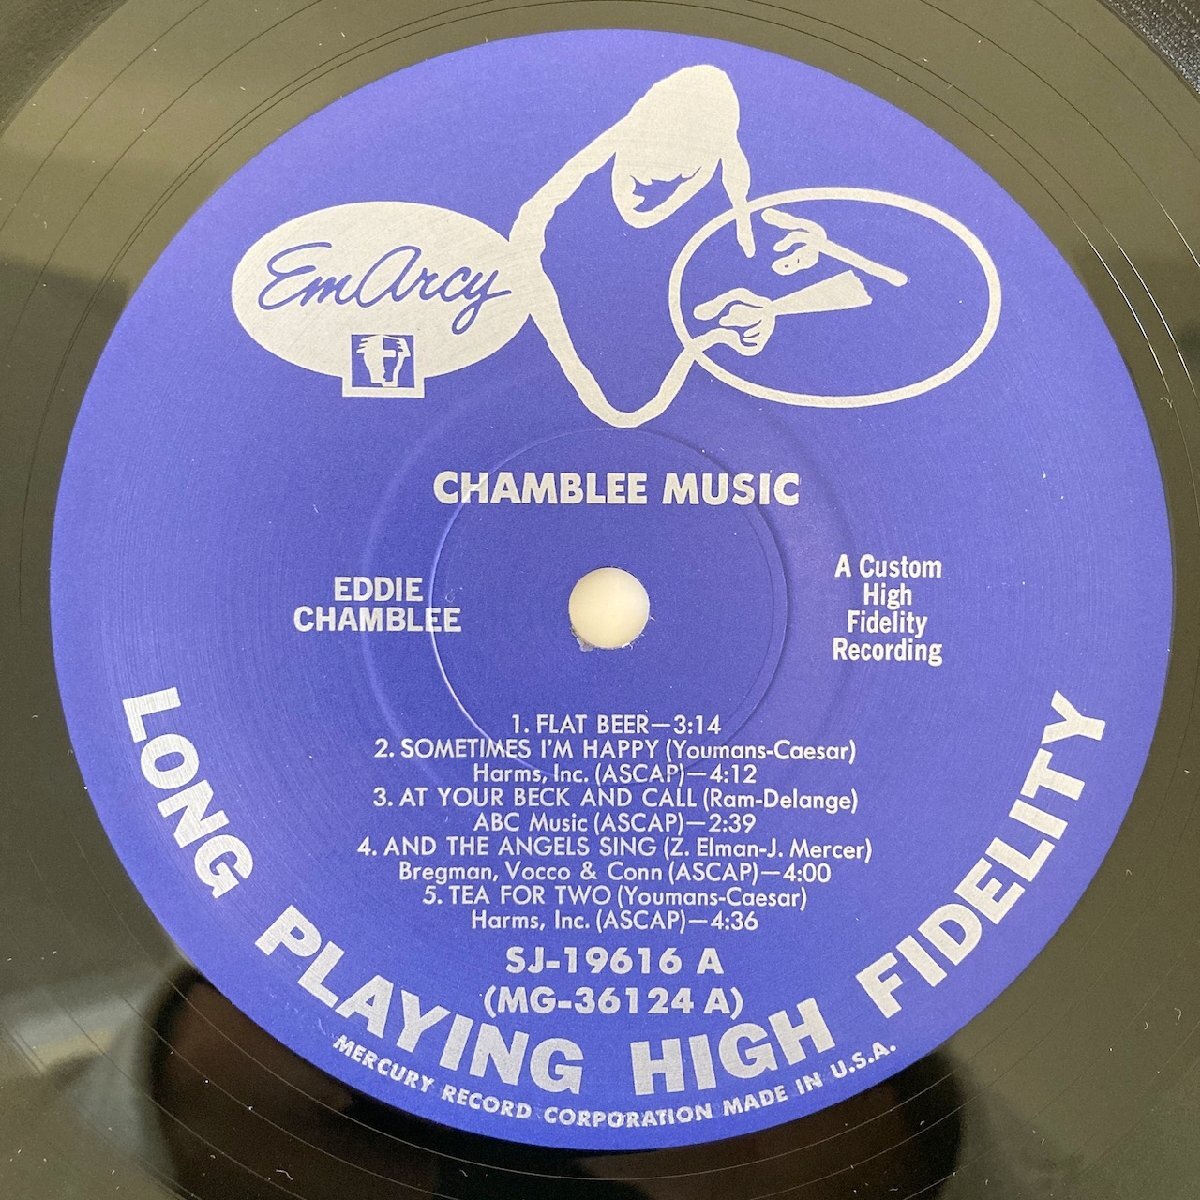 EmArcy
CHAMBLEE MUSIC
EDDIE
CHAMBLEE
A Custom
High
Fidelity
Recording
1. FLAT BEER—3:14
2. SOMETIMES I'M HAPPY (Youmans-Caesar)
Harms, Inc. (ASCAP)—4:12
3. AT YOUR BECK AND CALL (Ram-Delange)
ABC Music (ASCAP)—2:39
4. AND THE ANGELS SING (Z. Elman-J. Mercer)
Bregman, Vocco & Conn (ASCAP)—4:00
5. TEA FOR TWO (Youmans-Caesar)
Harms, Inc. (ASCAP)—4:36
SJ-19616 A
(MG-36124 A)
LONG PLAYING HIGH FIDELITY
MERCURY RECORD CORPORATION MADE IN U.S.A.